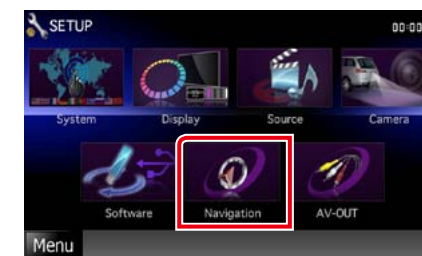 SETUP
00:00
System Display Source Camera
Software Navigation AV-OUT
Menu